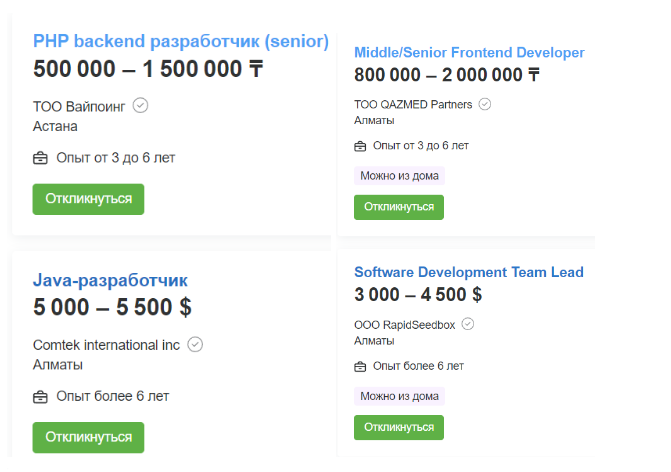 PHP backend разработчик (senior)
500 000 – 1 500 000 ₸
ТОО Вайпоинг
Астана
Опыт от 3 до 6 лет
Откликнуться
Middle/Senior Frontend Developer
800 000 – 2 000 000 ₸
ТОО QAZMED Partners
Алматы
Опыт от 3 до 6 лет
Можно из дома
Откликнуться
Java-разработчик
5 000 – 5 500 $
Comtek international inc
Алматы
Опыт более 6 лет
Откликнуться
Software Development Team Lead
3 000 – 4 500 $
ООО RapidSeedbox
Алматы
Опыт более 6 лет
Можно из дома
Откликнуться